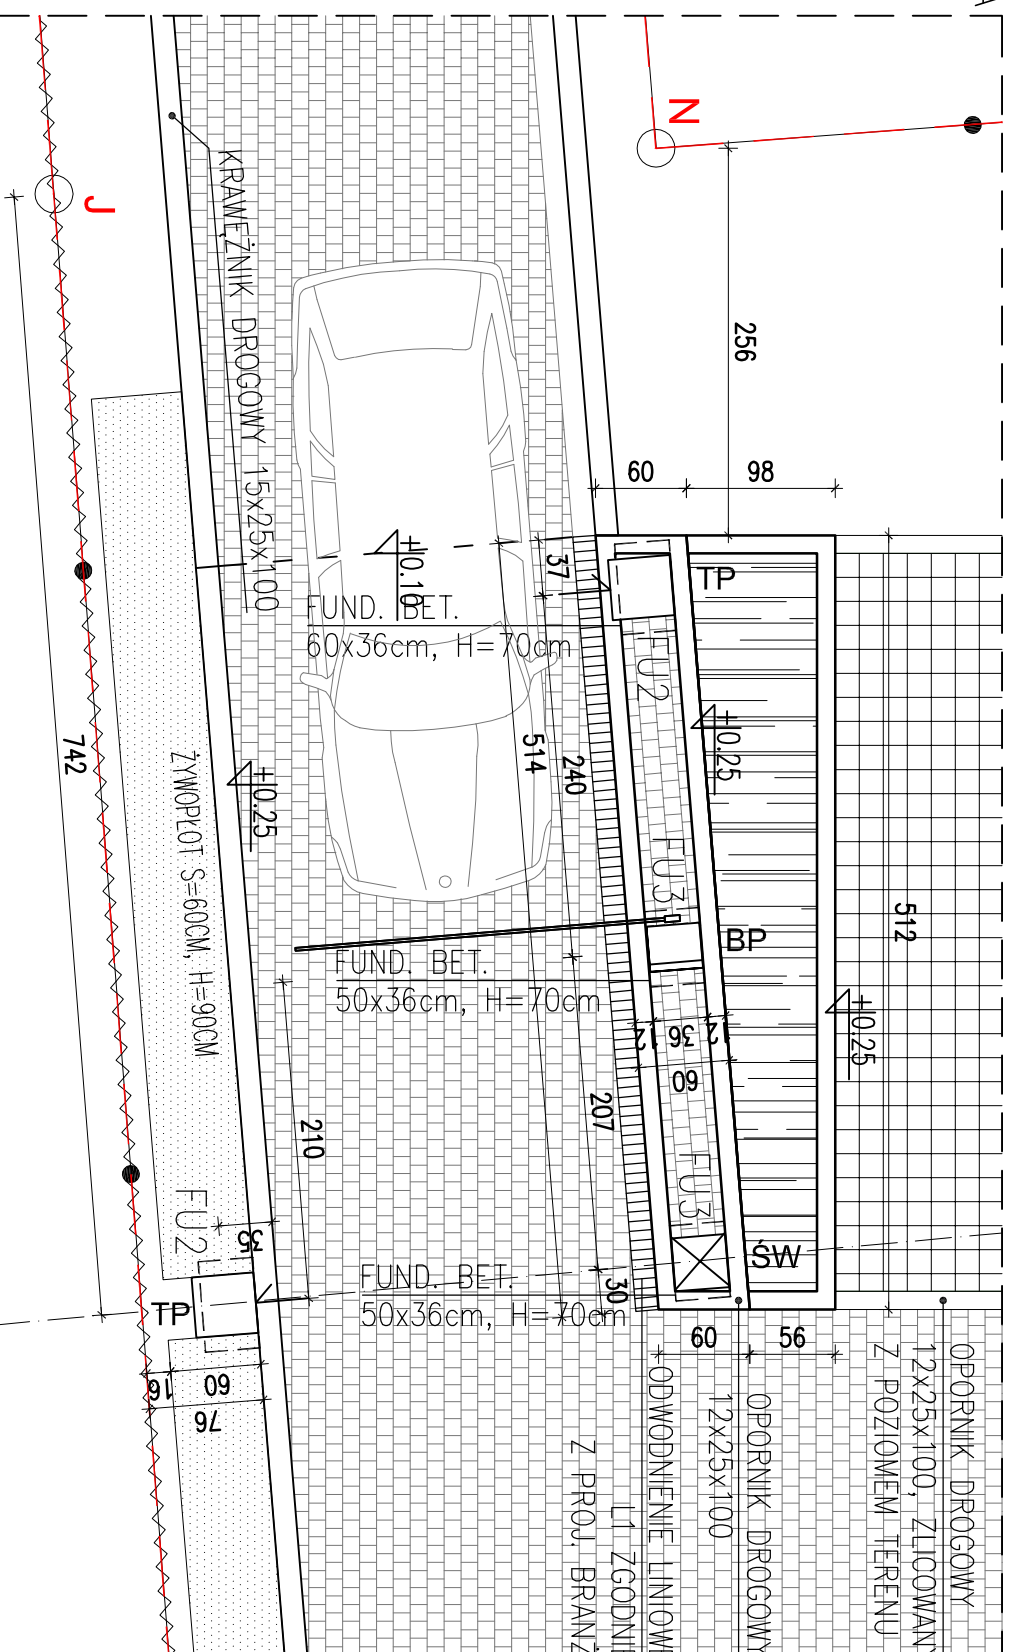 N
J
KRAWĘŻNIK DROGOWY 15x25x100
256
60
98
37
+0.10
TP
FUND. BET.
60x36cm, H=70cm
FU2
+0.25
514
240
742
+0.25
ŻYWOPŁOT S=60CM, H=90CM
FU3
512
BP
FUND. BET.
50x36cm, H=70cm
+0.25
12
36
12
60
207
210
FU3
FU2
35
ŚW
FUND. BET.
50x36cm, H=70cm
30
TP
60
56
16
60
76
OPORNIK DROGOWY
12x25x100, ZLICOWAN
Z POZIOMEM TERENU
OPORNIK DROGOWY
12x25x100
ODWODNIENIE LINIOW
L1 ZGODNIE
Z PROJ. BRANŻ